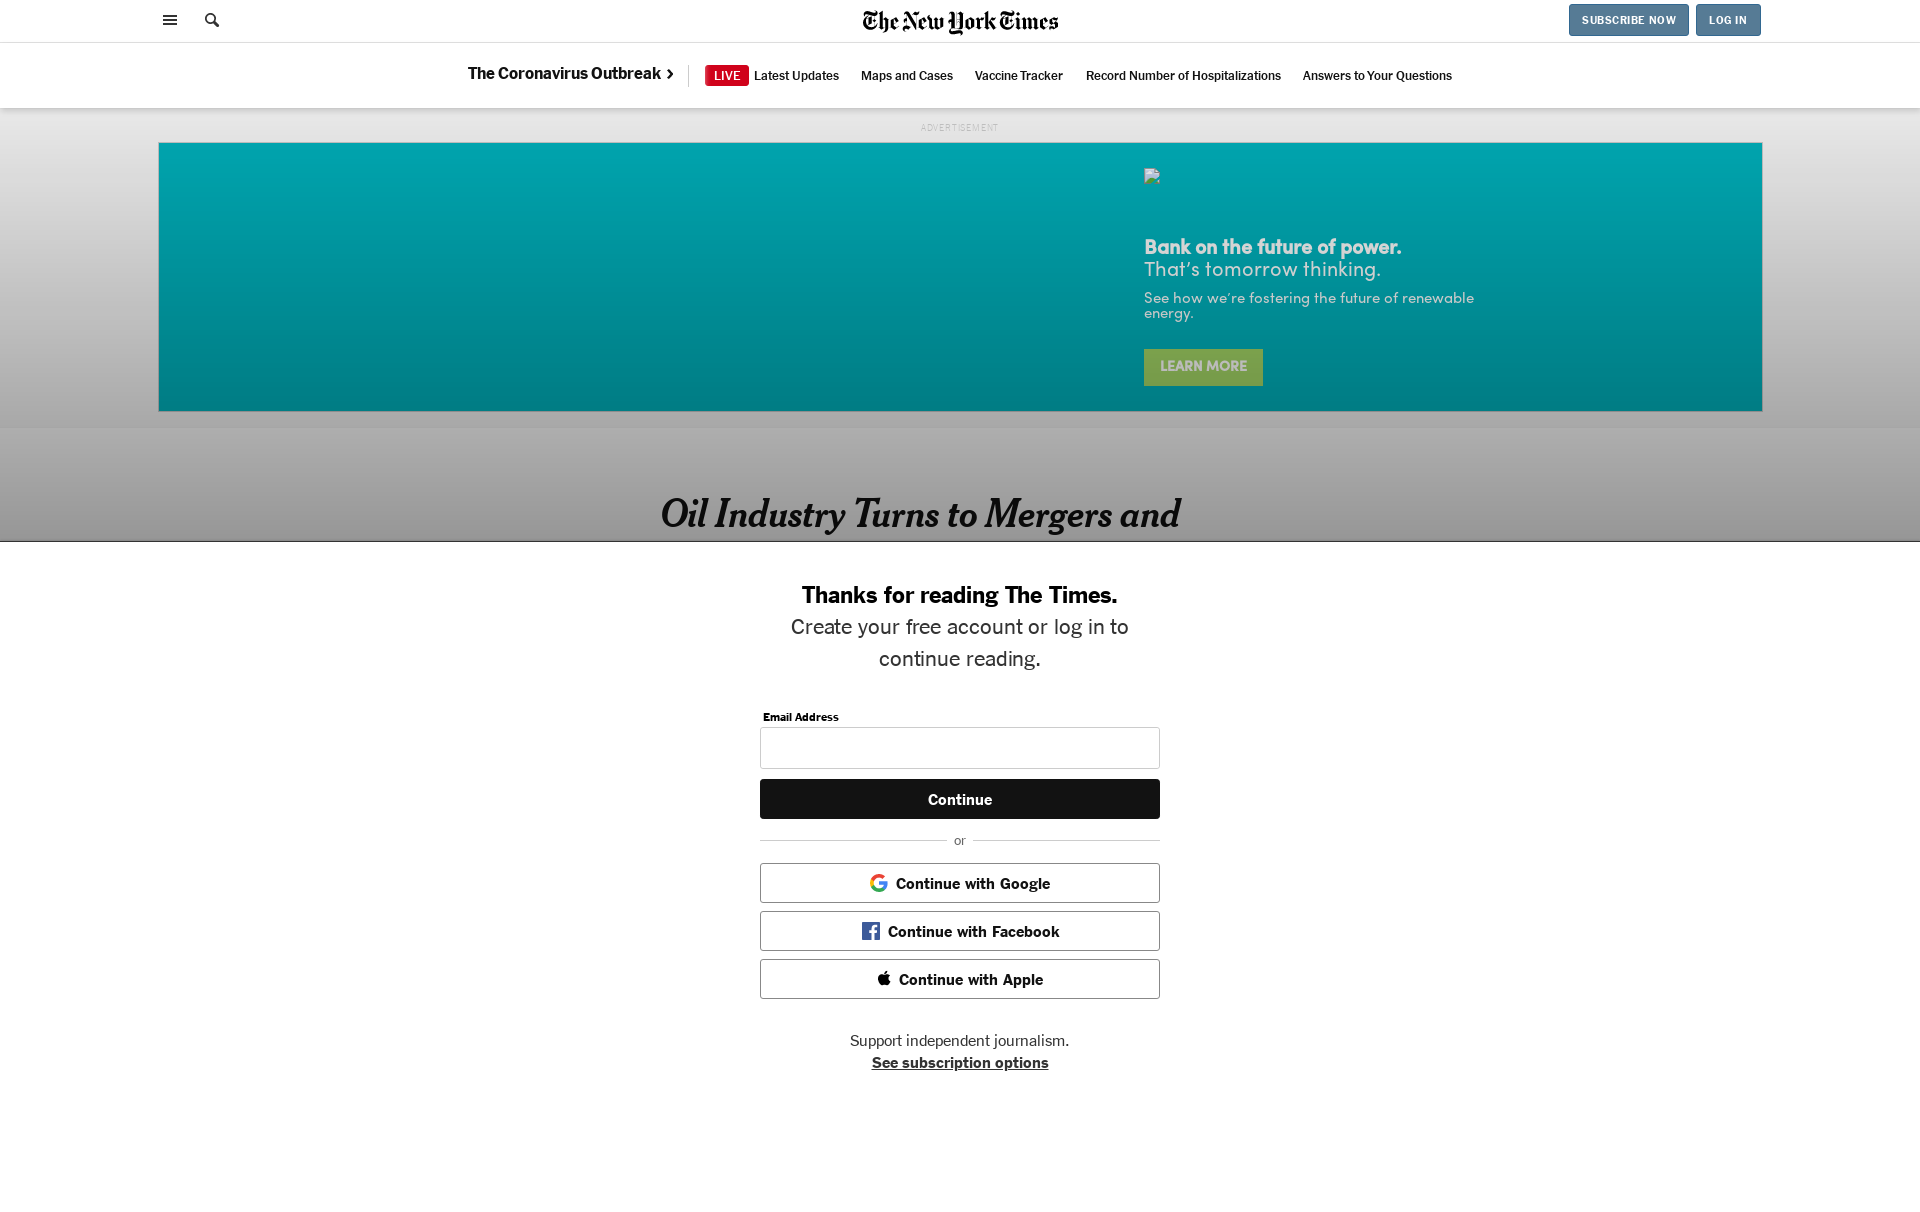 The New York Times
SUBSCRIBE NOW
LOG IN
The Coronavirus Outbreak
LIVE Latest Updates
Maps and Cases
Vaccine Tracker
Record Number of Hospitalizations
Answers to Your Questions
ADVERTISEMENT
Bank on the future of power.
That's tomorrow thinking.
See how we're fostering the future of renewable
energy.
LEARN MORE
Oil Industry Turns to Mergers and
Thanks for reading The Times.
Create your free account or log in to
continue reading.
Email Address
Continue
or
Continue with Google
Continue with Facebook
Continue with Apple
Support independent journalism.
See subscription options